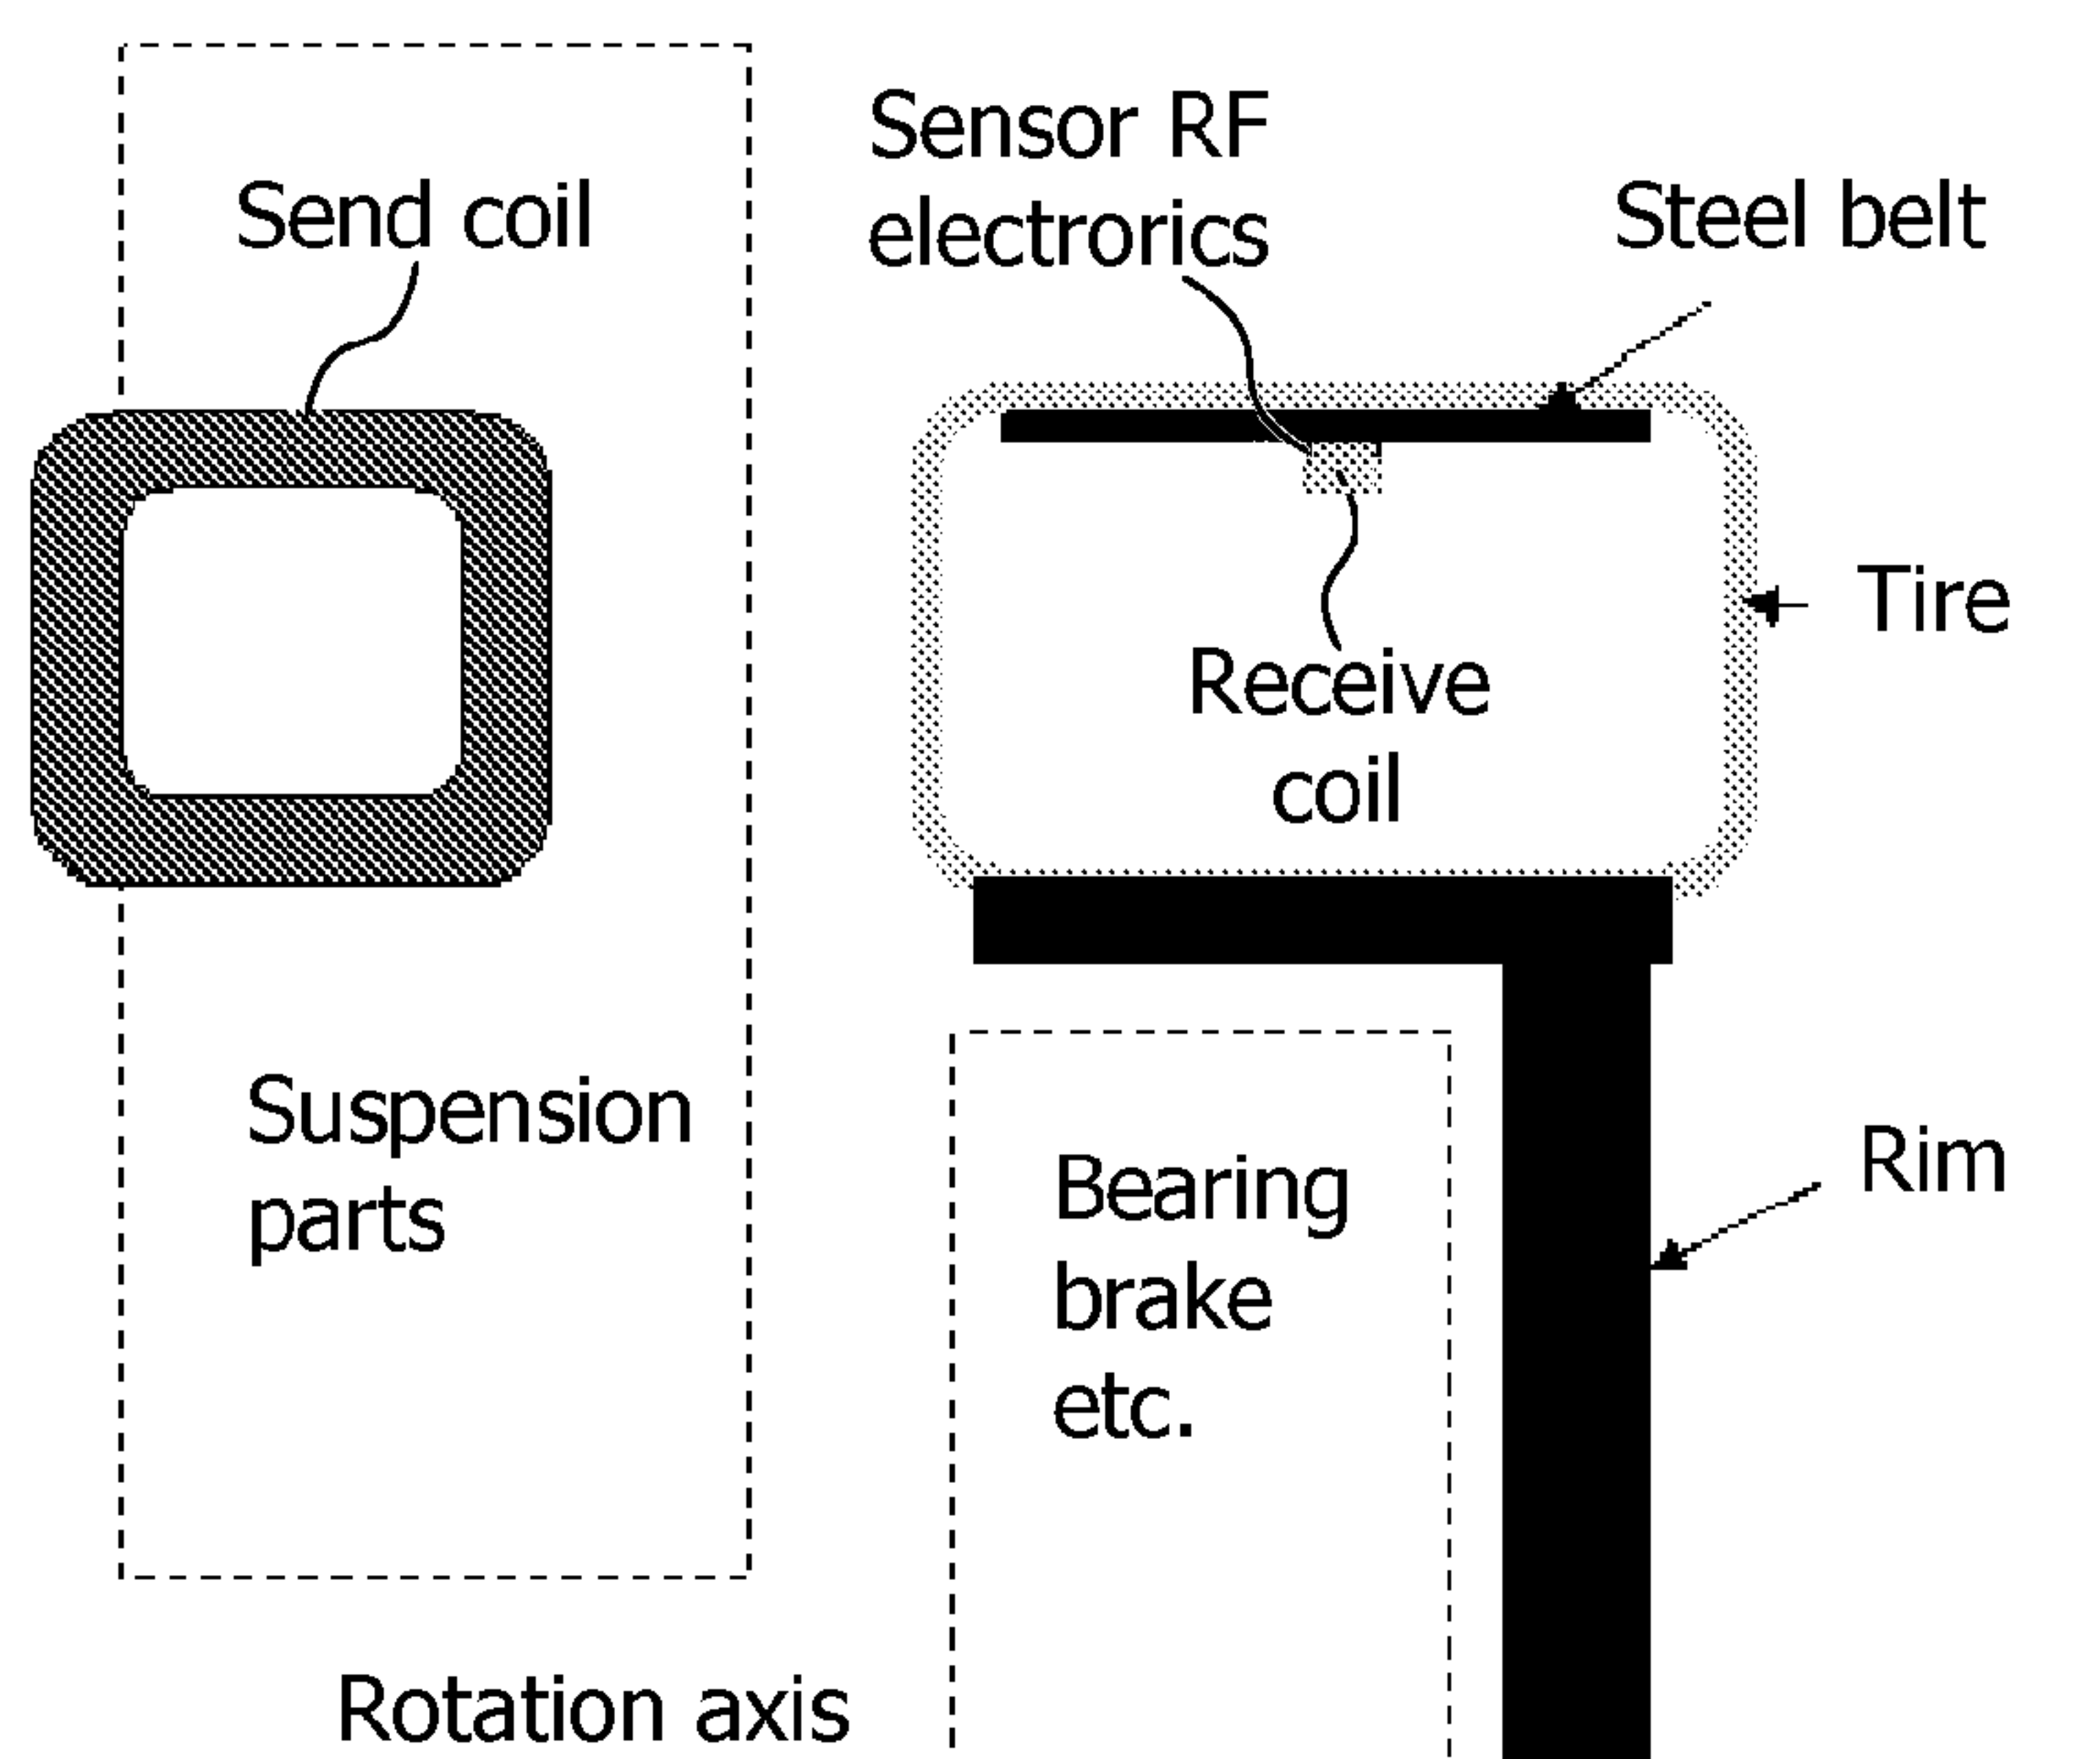 Send coil
Sensor RF
electrorics
Steel belt
Tire
Receive
coil
Suspension
parts
Bearing
brake
etc.
Rim
Rotation axis